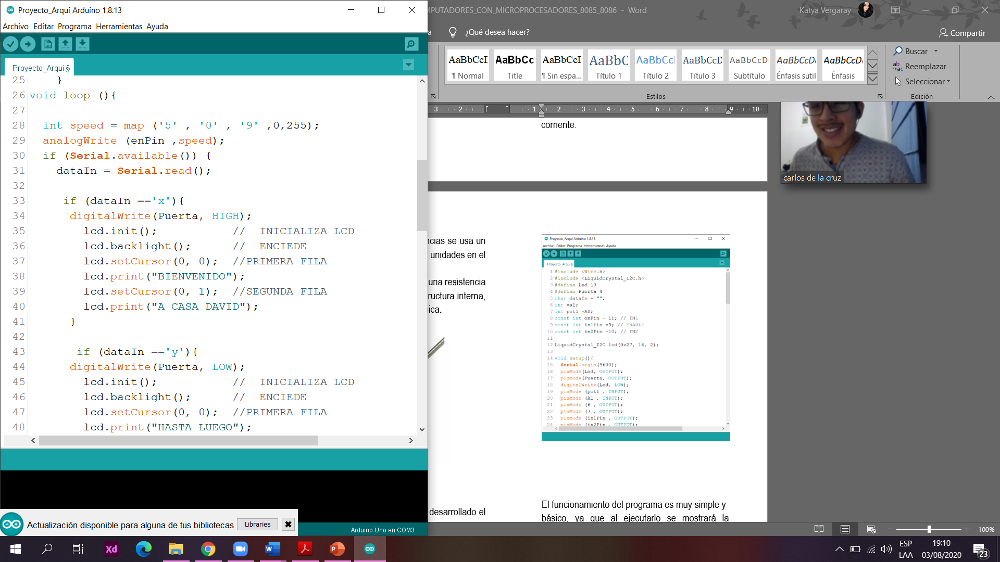 Proyecto_Arqui Arduino 1.8.13
Archivo Editar Programa Herramientas Ayuda
Proyecto_Arqui §
25 }
26 void loop (){
27
28 int speed = map ('5' , '0' , '9' ,0,255);
29 analogWrite (enPin ,speed);
30 if (Serial.available()) {
31 dataIn = Serial.read();
32
33 if (dataIn =='x'){
34 digitalWrite(Puerta, HIGH);
35 lcd.init(); // INICIALIZA LCD
36 lcd.backlight(); // ENCIEDE
37 lcd.setCursor(0, 0); //PRIMERA FILA
38 lcd.print("BIENVENIDO");
39 lcd.setCursor(0, 1); //SEGUNDA FILA
40 lcd.print("A CASA DAVID");
41 }
42
43 if (dataIn =='y'){
44 digitalWrite(Puerta, LOW);
45 lcd.init(); // INICIALIZA LCD
46 lcd.backlight(); // ENCIEDE
47 lcd.setCursor(0, 0); //PRIMERA FILA
48 lcd.print("HASTA LUEGO");
Actualización disponible para alguna de tus bibliotecas Libraries
Arduino Uno en COM3
MPUTADORES_CON_MICROPROCESADORES_8085_8086 - Word
Katya Vergaray
a ¿Qué desea hacer?
Compartir
AaBbCcI AaBbCc AaBbCcI AaBbC AaBbCcI AaBbCcD AaBbCcD AaBbCcD AaBbCcD
¶ Normal Title ¶ Sin espa... Título 1 Título 2 Título 3 Subtítulo Énfasis sutil Énfasis
Estilos
Buscar
Reemplazar
Seleccionar
Edición
3 2 1 1 2 3 4 5 6 7 8 9 10
corriente.
carlos de la cruz
ncias se usa un
unidades en el
una resistencia
ructura interna,
ica.
desarrollado el
Proyecto_Arqui Arduino 1.8.13
Archivo Editar Programa Herramientas Ayuda
Proyecto_Arqui §
1 #include <Wire.h>
2 #include <LiquidCrystal_I2C.h>
3 #define Led 13
4 #define Puerta 4
5 char dataIn = "";
6 int val;
7 int pot1 =A0;
8 const int enPin = 11; // IN1
9 const int in1Pin =9; // ENABLE
10 const int in2Pin =10; // IN2
11
12 LiquidCrystal_I2C lcd(0x27, 16, 2);
13
14 void setup(){
15 Serial.begin(9600);
16 pinMode(Led, OUTPUT);
17 pinMode(Puerta, OUTPUT);
18 digitalWrite(Led, LOW);
19 pinMode (pot1 , INPUT);
20 pinMode (A1 , INPUT);
21 pinMode (6 , OUTPUT);
22 pinMode (7 , OUTPUT);
23 pinMode (in1Pin , OUTPUT);
24 pinMode (in2Pin , OUTPUT);
El funcionamiento del programa es muy simple y
básico, ya que al ejecutarlo se mostrará la
100%
Xd
ESP
LAA
19:10
03/08/2020
23